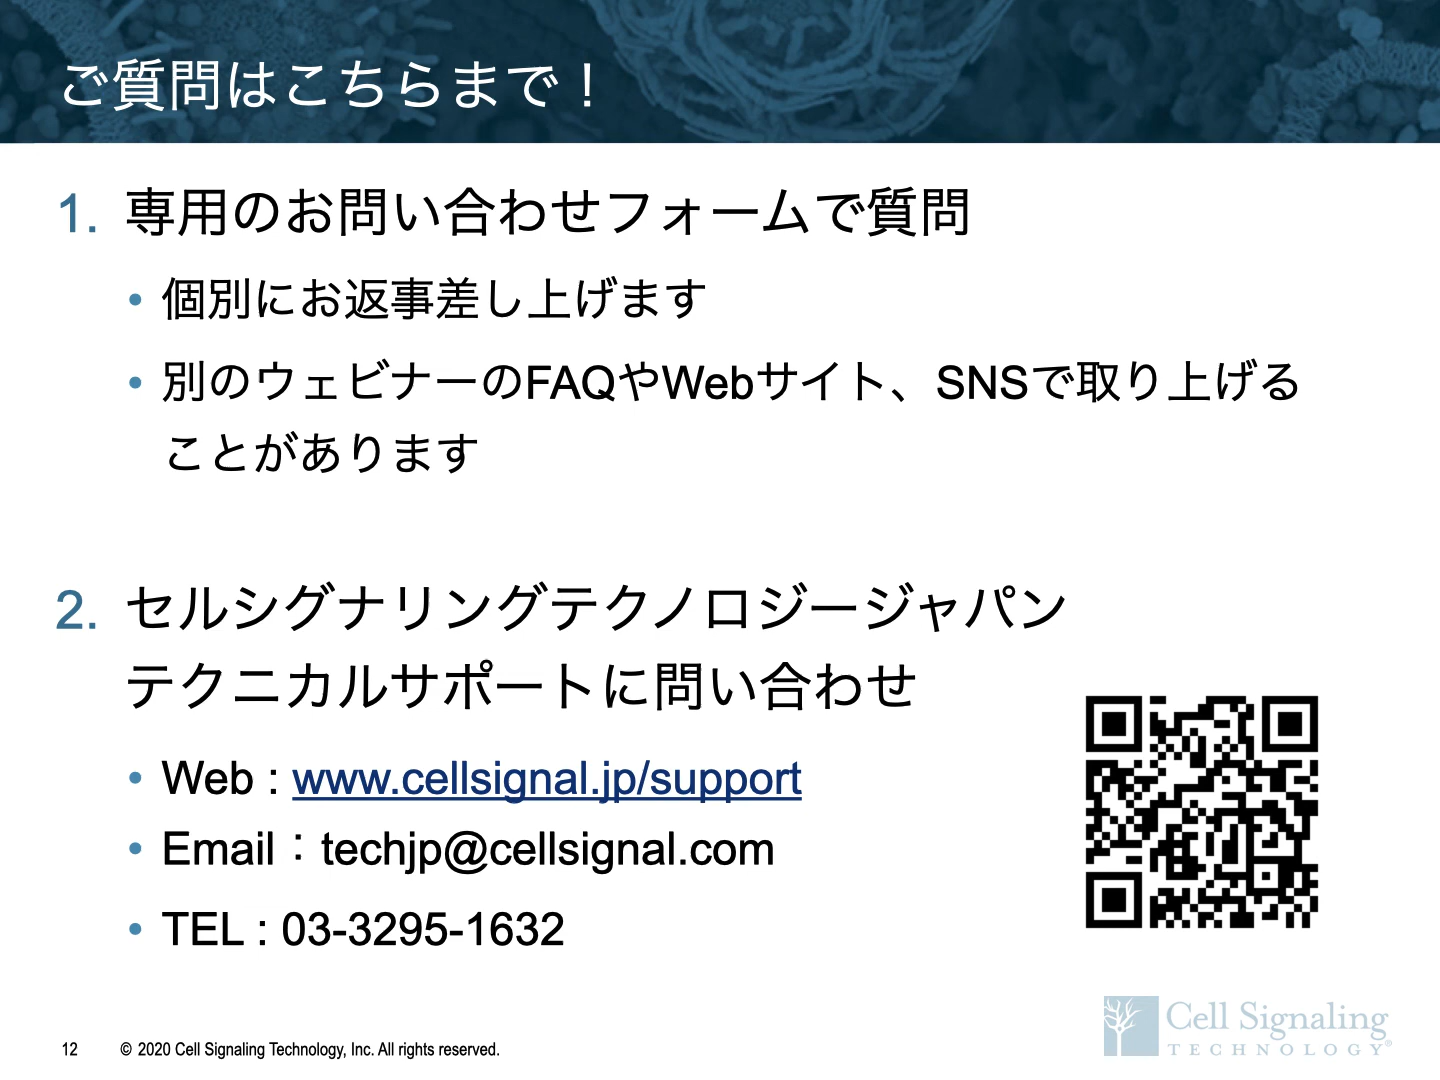 ご質問はこちらまで！
1. 専用のお問い合わせフォームで質問
• 個別にお返事差し上げます
• 別のウェビナーのFAQやWebサイト、SNSで取り上げる
ことがあります
2. セルシグナリングテクノロジージャパン
テクニカルサポートに問い合わせ
• Web : www.cellsignal.jp/support
• Email：techjp@cellsignal.com
• TEL : 03-3295-1632
Cell Signaling
TECHNOLOGY®
12 © 2020 Cell Signaling Technology, Inc. All rights reserved.